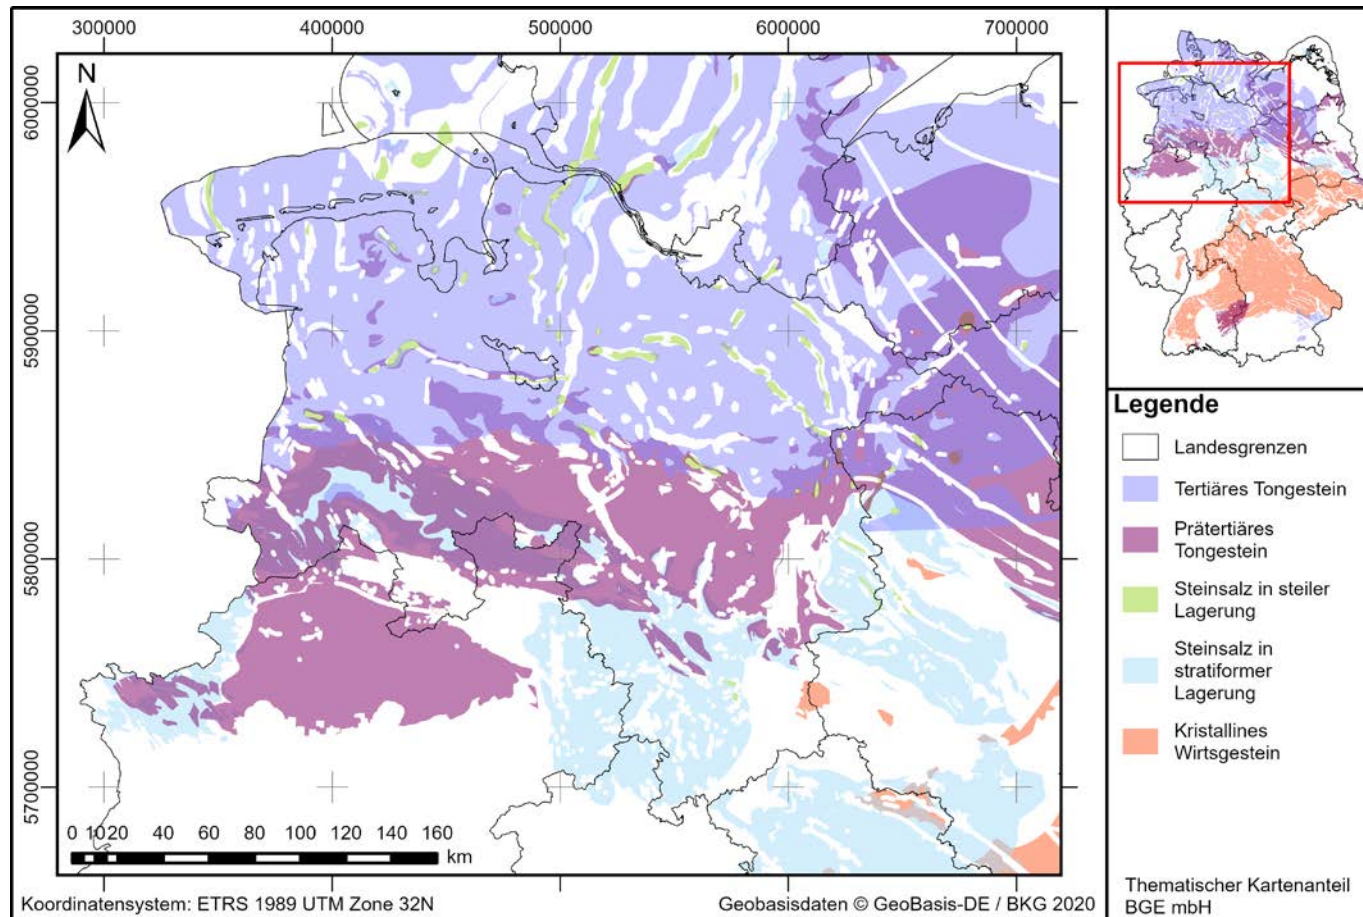 300000 400000 500000 600000 700000
6000000
5900000
5800000
5700000
N
0 1020 40 60 80 100 120 140 160
km
Koordinatensystem: ETRS 1989 UTM Zone 32N
Geobasisdaten © GeoBasis-DE / BKG 2020
Legende
Landesgrenzen
Tertiäres Tongestein
Prätertiäres
Tongestein
Steinsalz in steiler
Lagerung
Steinsalz in
stratiformer
Lagerung
Kristallines
Wirtsgestein
Thematischer Kartenanteil
BGE mbH